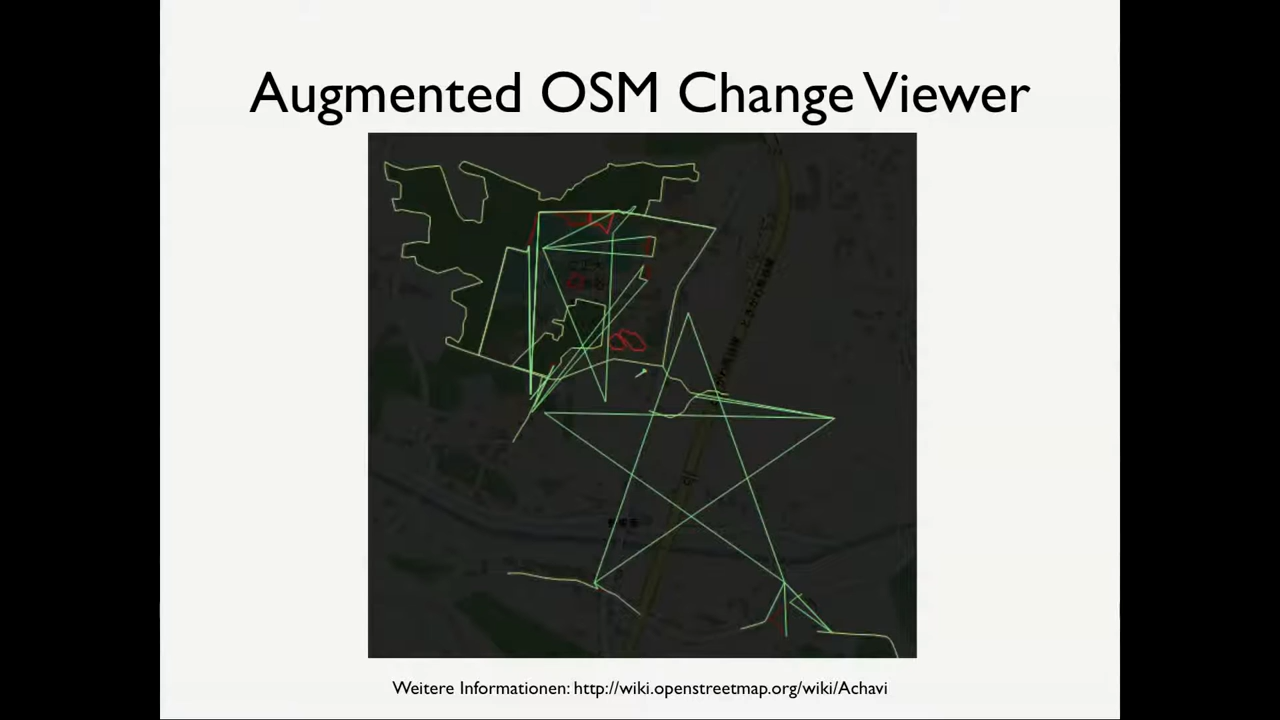 Augmented OSM Change Viewer
Weitere Informationen: http://wiki.openstreetmap.org/wiki/Achavi